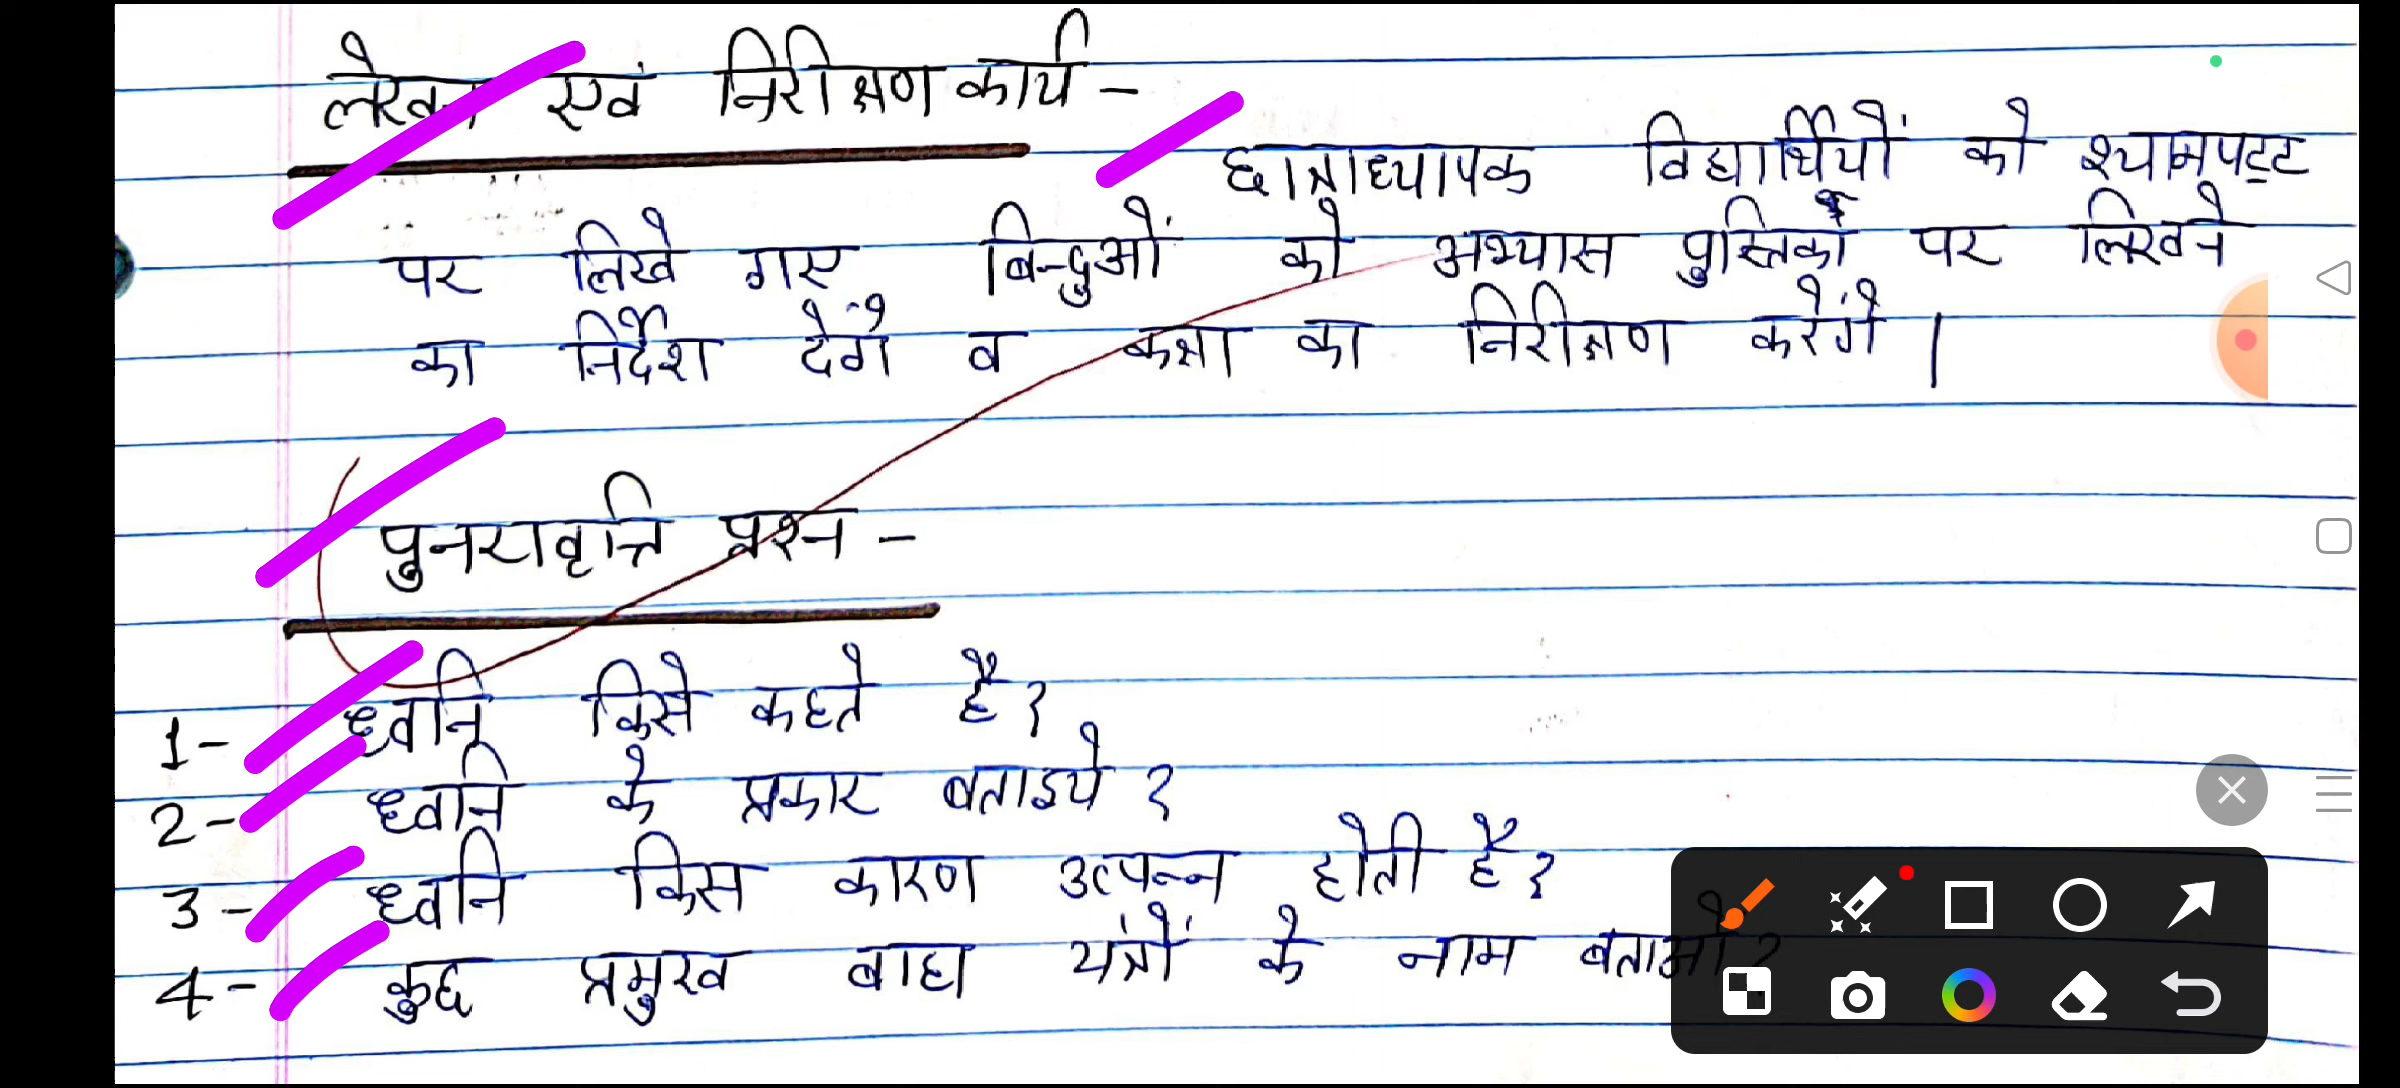 लेखन एवं निरीक्षण कार्य -
छात्राध्यापक विद्यार्थियों को श्यामपट्ट
पर लिखे गए बिन्दुओं को अभ्यास पुस्तिका पर लिखने
का निर्देश देंगे व कक्षा का निरीक्षण करेंगे |
पुनरावृत्ति प्रश्न -
1- ध्वनि किसे कहते है ?
2- ध्वनि के प्रकार बताइये ?
3- ध्वनि किस कारण उत्पन्न होती है ?
4- कुछ प्रमुख बाह्य यंत्रों के नाम बताओ ?